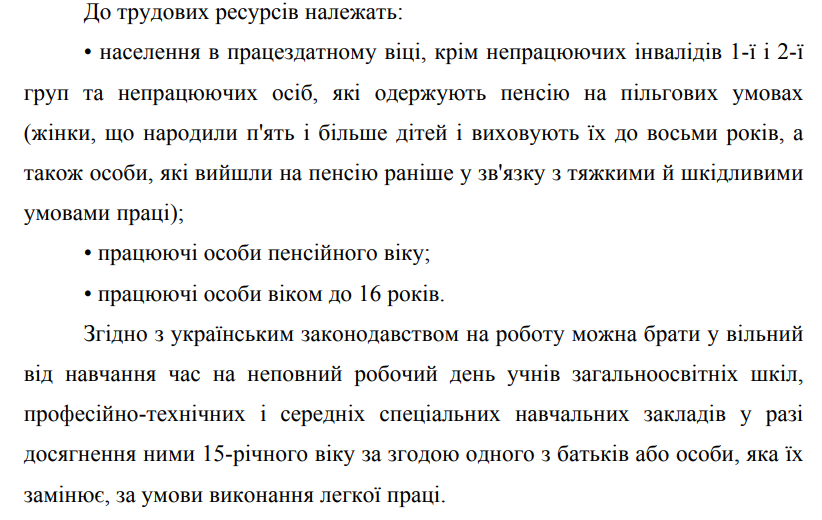 До трудових ресурсів належать:
• населення в працездатному віці, крім непрацюючих інвалідів 1-ї і 2-ї
груп та непрацюючих осіб, які одержують пенсію на пільгових умовах
(жінки, що народили п'ять і більше дітей і виховують їх до восьми років, а
також особи, які вийшли на пенсію раніше у зв'язку з тяжкими й шкідливими
умовами праці);
• працюючі особи пенсійного віку;
• працюючі особи віком до 16 років.
Згідно з українським законодавством на роботу можна брати у вільний
від навчання час на неповний робочий день учнів загальноосвітніх шкіл,
професійно-технічних і середніх спеціальних навчальних закладів у разі
досягнення ними 15-річного віку за згодою одного з батьків або особи, яка їх
замінює, за умови виконання легкої праці.